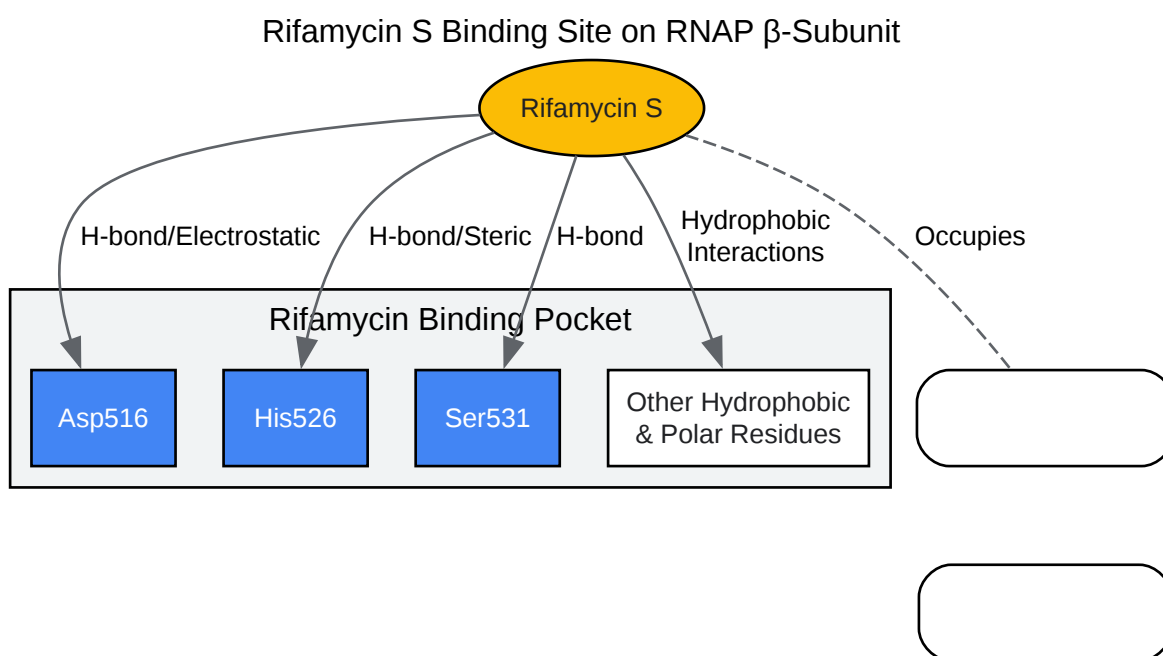 Rifamycin S Binding Site on RNAP β-Subunit
Rifamycin S
H-bond/Electrostatic
H-bond/Steric
H-bond
Hydrophobic
Interactions
Occupies
Rifamycin Binding Pocket
Asp516
His526
Ser531
Other Hydrophobic
& Polar Residues